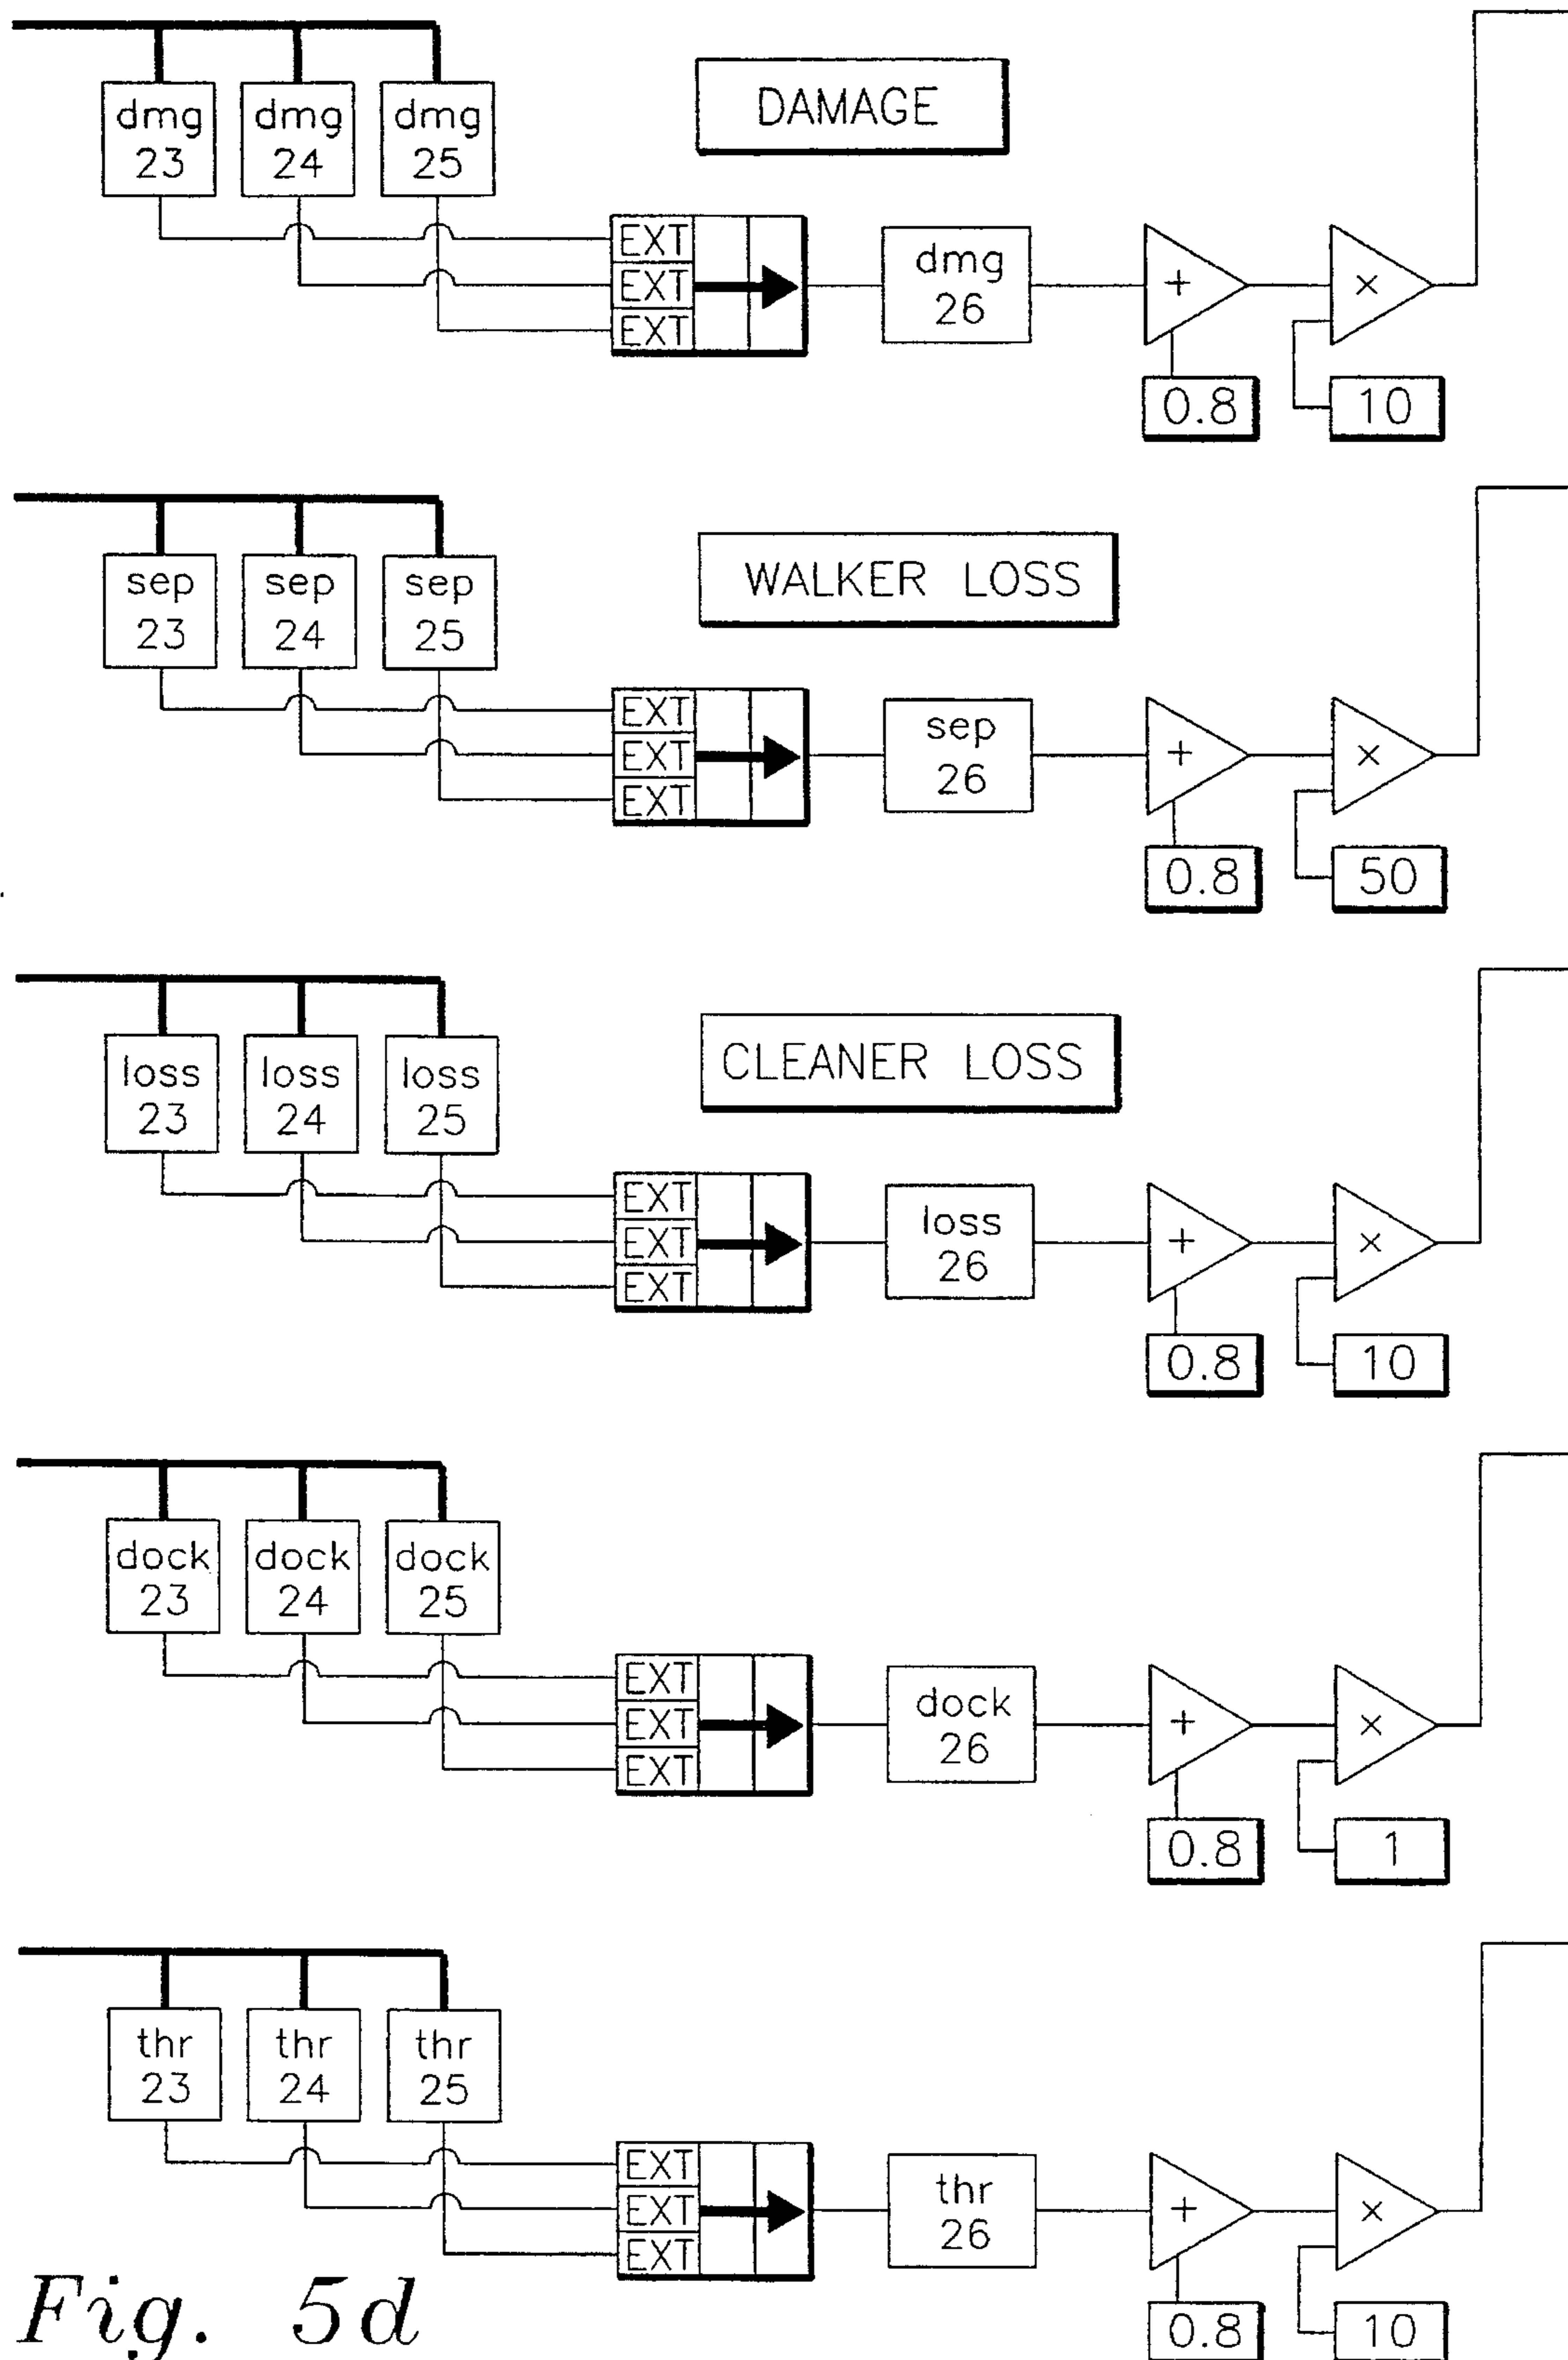 dmg dmg dmg
23 24 25
DAMAGE
EXT
EXT
EXT
dmg
26
+
×
0.8
10
sep sep sep
23 24 25
WALKER LOSS
EXT
EXT
EXT
sep
26
+
×
0.8
50
loss loss loss
23 24 25
CLEANER LOSS
EXT
EXT
EXT
loss
26
+
×
0.8
10
dock dock dock
23 24 25
EXT
EXT
EXT
dock
26
+
×
0.8
1
thr thr thr
23 24 25
EXT
EXT
EXT
thr
26
+
×
0.8
10
Fig. 5d